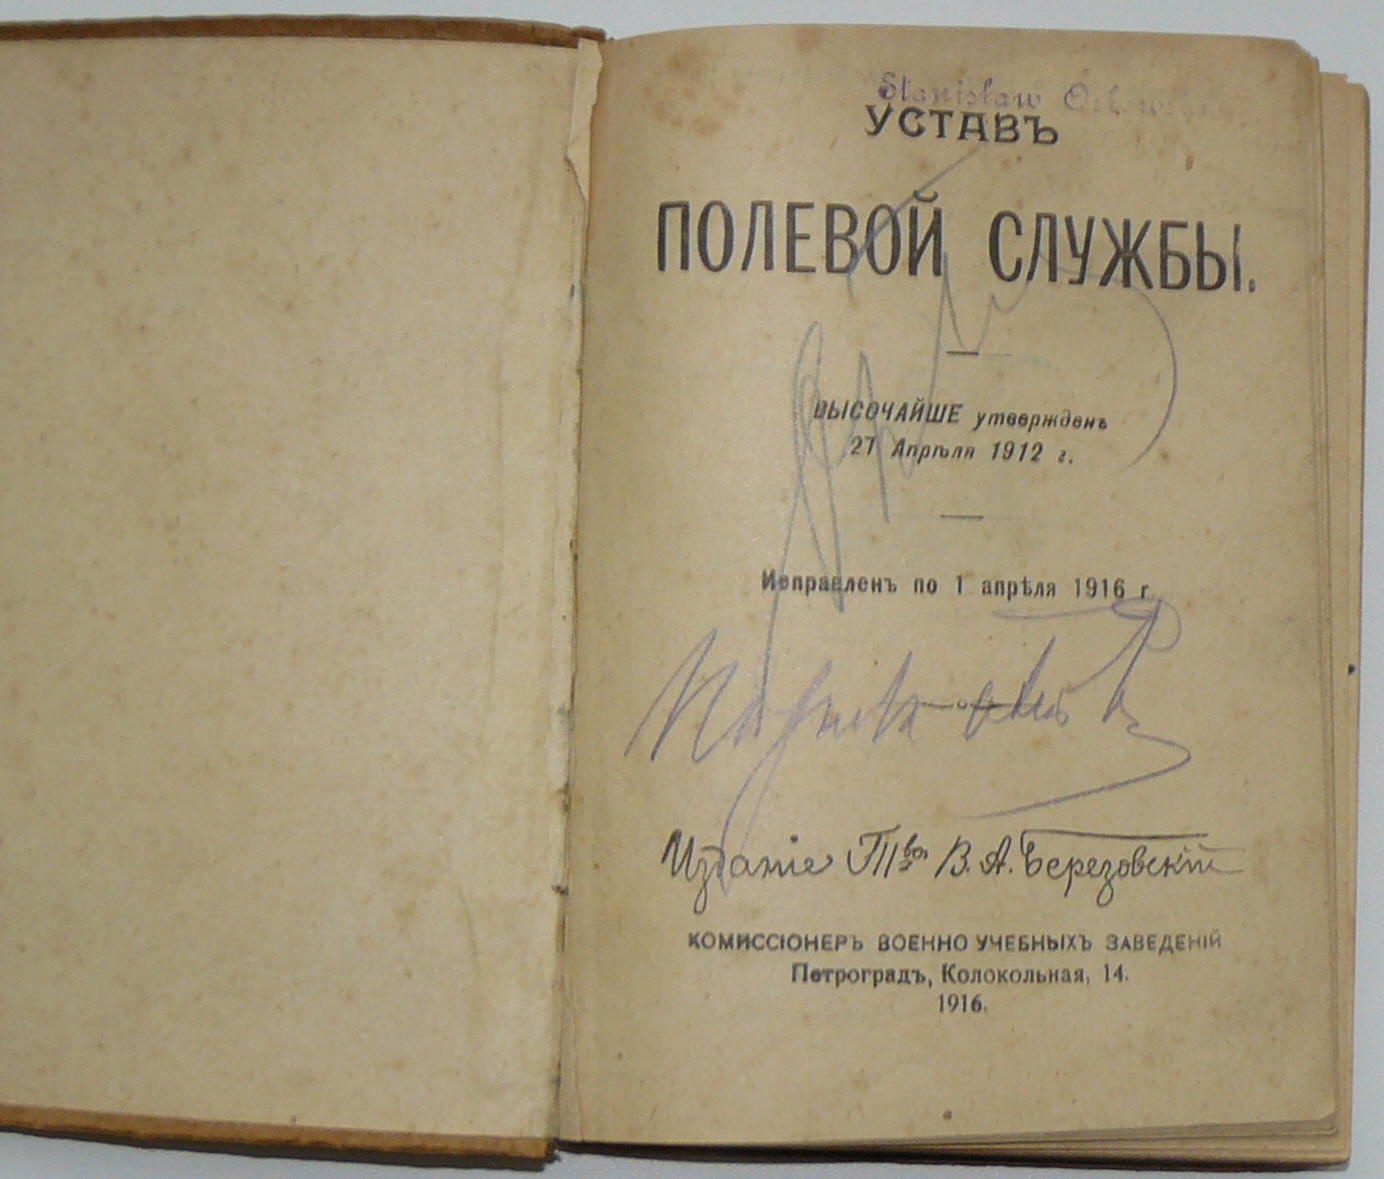 Stanisław
УСТАВЪ
ПОЛЕВОЙ СЛУЖБЫ.
ВЫСОЧАЙШЕ утвержденъ
27 Апрѣля 1912 г.
Исправленъ по 1 апрѣля 1916 г.
Изданіе Т-ва В. А. Березовскій
КОМИССІОНЕРЪ ВОЕННО УЧЕБНЫХЪ ЗАВЕДЕНІЙ
Петроградъ, Колокольная, 14.
1916.